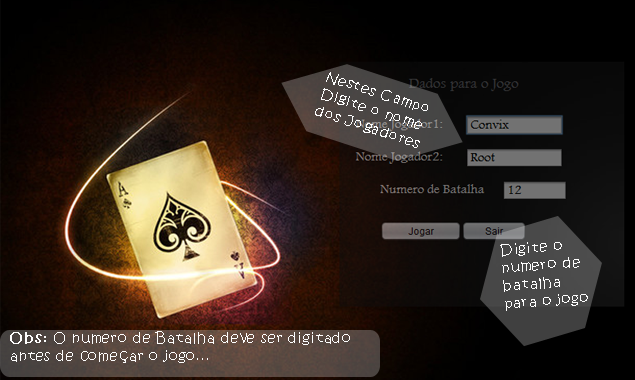 Dados para o Jogo
Nestes Campo
Digite o nome
dos Jogadores
Nome Jogador1: Convix
Nome Jogador2: Root
Numero de Batalha 12
Jogar Sair
Digite o
numero de
batalha
para o jogo
A
A
Obs: O numero de Batalha deve ser digitado
antes de começar o jogo...